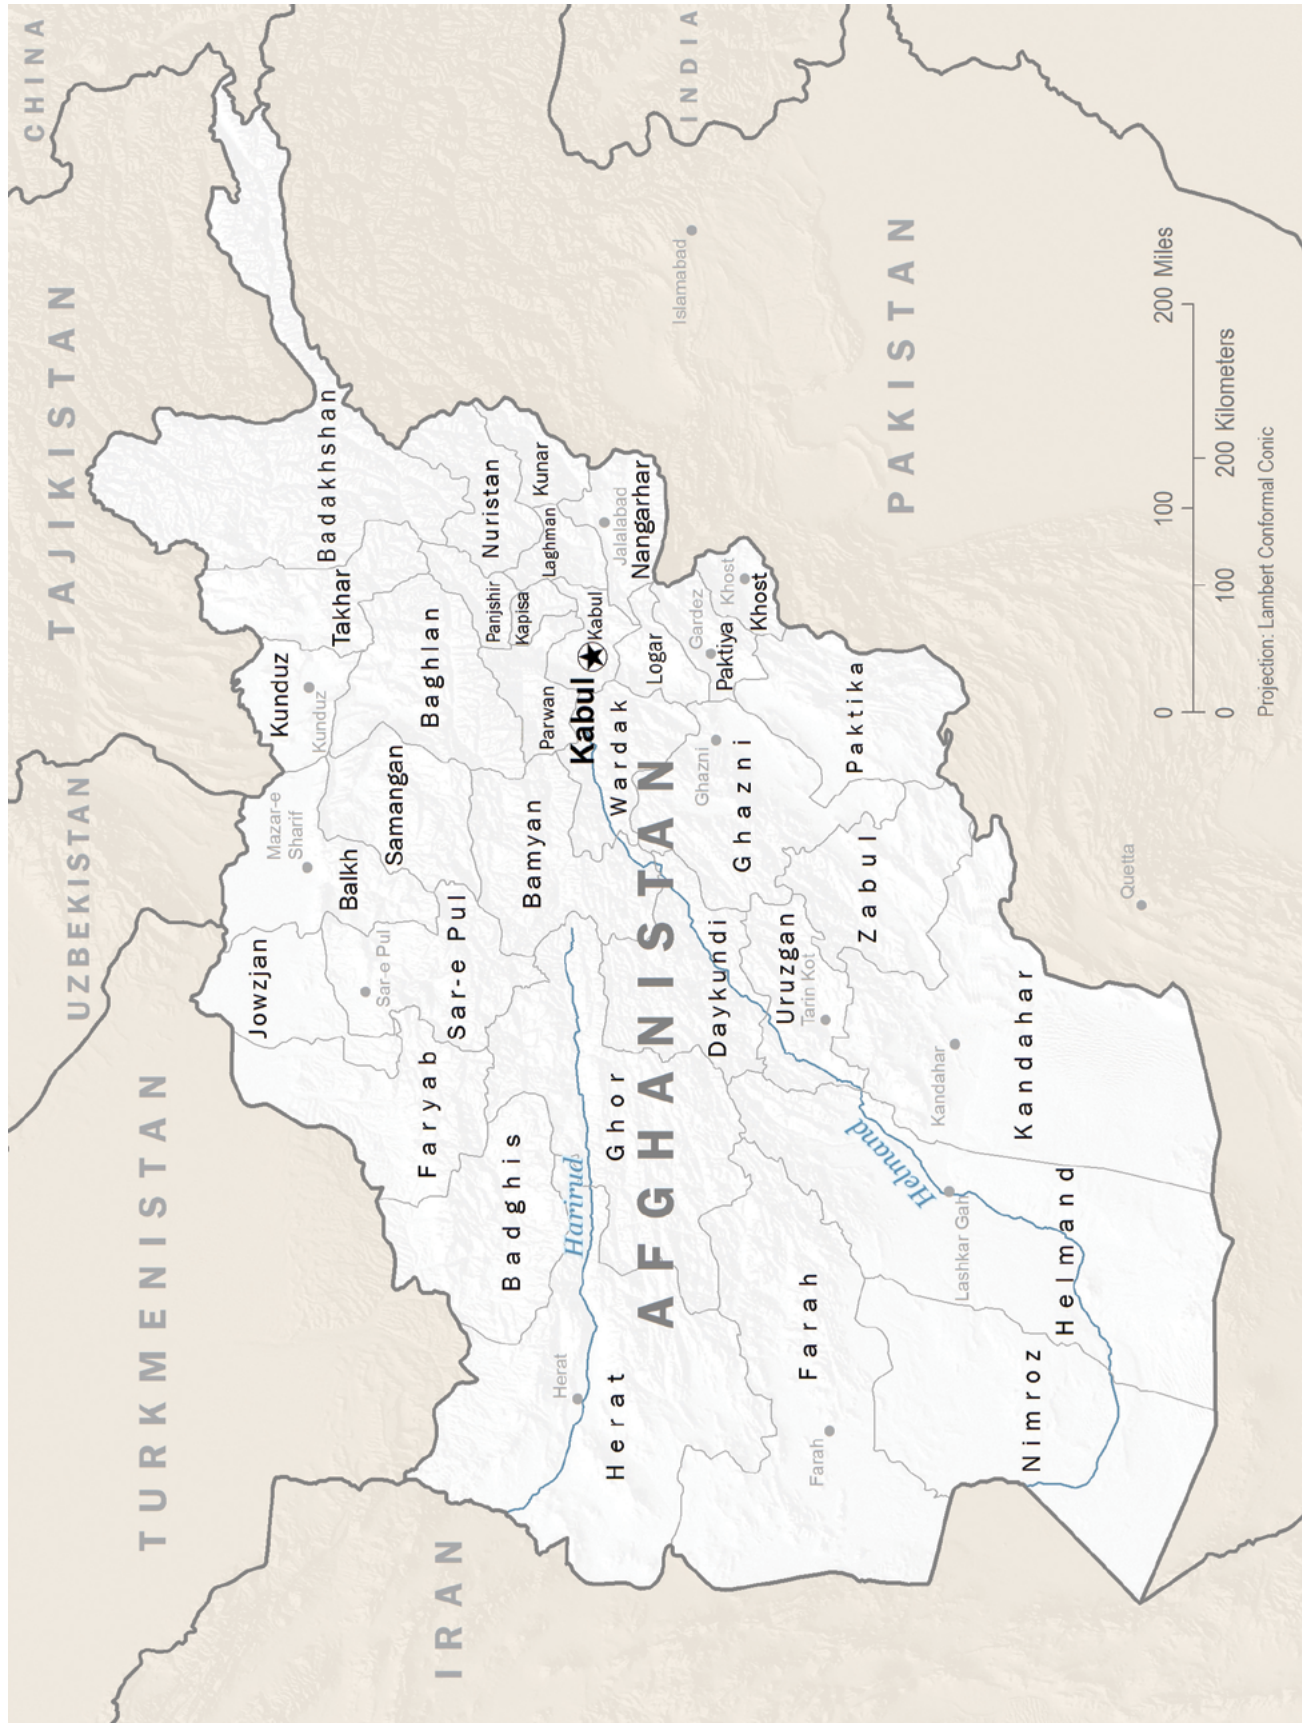 CHINA
TAJIKISTAN
UZBEKISTAN
TURKMENISTAN
IRAN
INDIA
PAKISTAN
AFGHANISTAN
Badakhshan
Takhar
Kunduz
Kunduz
Mazar-e
Sharif
Balkh
Jowzjan
Sar-e Pul
Sar-e Pul
Samangan
Baghlan
Faryab
Badghis
Bamyan
Panjshir
Kapisa
Nuristan
Kunar
Laghman
Parwan
Kabul
Kabul
Jalalabad
Nangarhar
Wardak
Logar
Gardez
Paktiya
Khost
Khost
Islamabad
Harirud
Ghor
Herat
Herat
Daykundi
Ghazni
Ghazni
Paktika
Uruzgan
Tarin Kot
Zabul
Farah
Farah
Helmand
Kandahar
Kandahar
Lashkar Gah
Helmand
Nimroz
Quetta
0 100 200 Miles
0 100 200 Kilometers
Projection: Lambert Conformal Conic